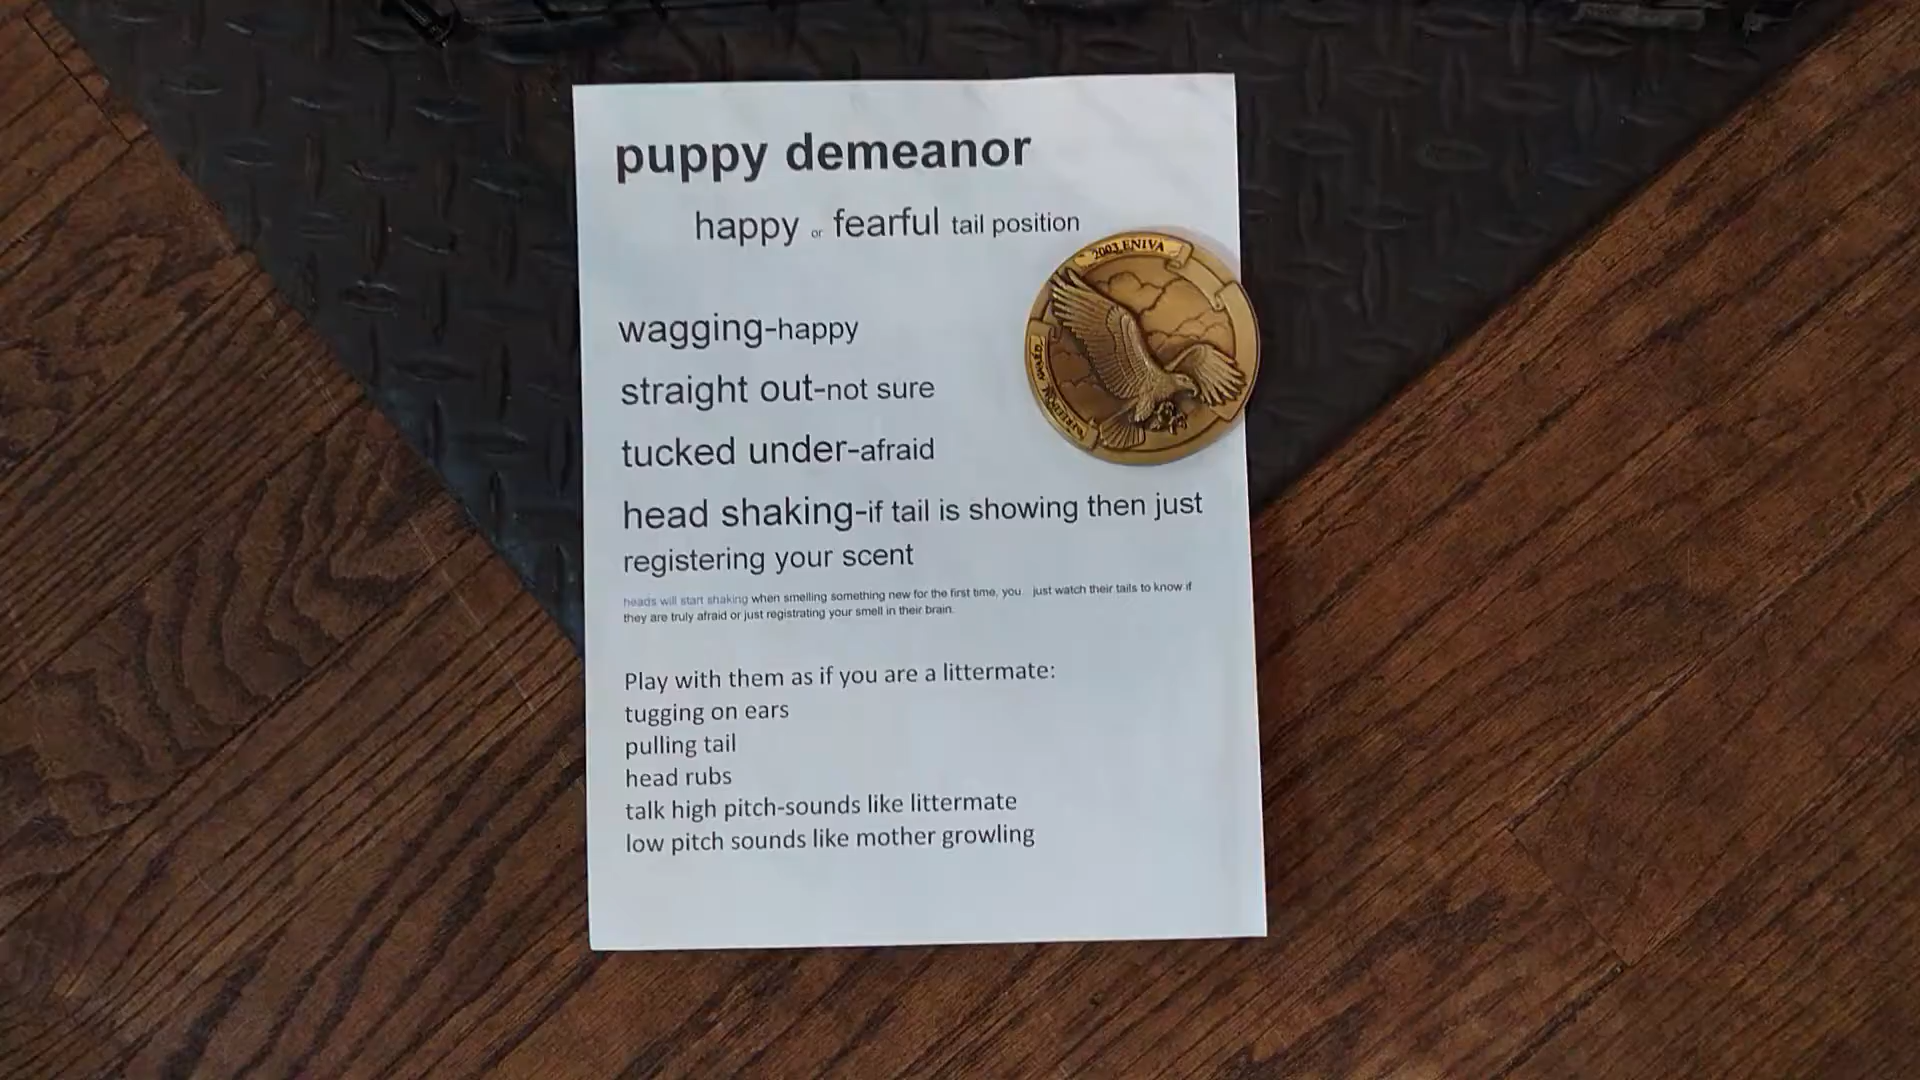 puppy demeanor
happy or fearful tail position
2003 ENIVA
AWARD
wagging-happy
straight out-not sure
tucked under-afraid
head shaking-if tail is showing then just
registering your scent
heads will start shaking when smelling something new for the first time, you just watch their tails to know if
they are truly afraid or just registrating your smell in their brain.
Play with them as if you are a littermate:
tugging on ears
pulling tail
head rubs
talk high pitch-sounds like littermate
low pitch sounds like mother growling